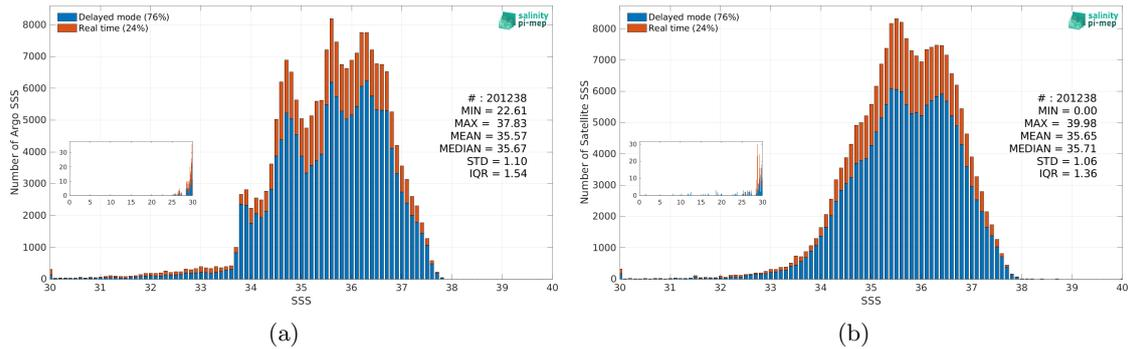 Delayed mode (76%)
Real time (24%)
salinity
pi-mep
Number of Argo SSS
8000
7000
6000
5000
4000
3000
2000
1000
0
# : 201238
MIN = 22.61
MAX = 37.83
MEAN = 35.57
MEDIAN = 35.67
STD = 1.10
IQR = 1.54
30
20
10
0
0 5 10 15 20 25 30
30 31 32 33 34 35 36 37 38 39 40
SSS
(a)
Delayed mode (76%)
Real time (24%)
salinity
pi-mep
Number of Satellite SSS
8000
7000
6000
5000
4000
3000
2000
1000
0
# : 201238
MIN = 0.00
MAX = 39.98
MEAN = 35.65
MEDIAN = 35.71
STD = 1.06
IQR = 1.36
30
20
10
0
0 5 10 15 20 25 30
30 31 32 33 34 35 36 37 38 39 40
SSS
(b)